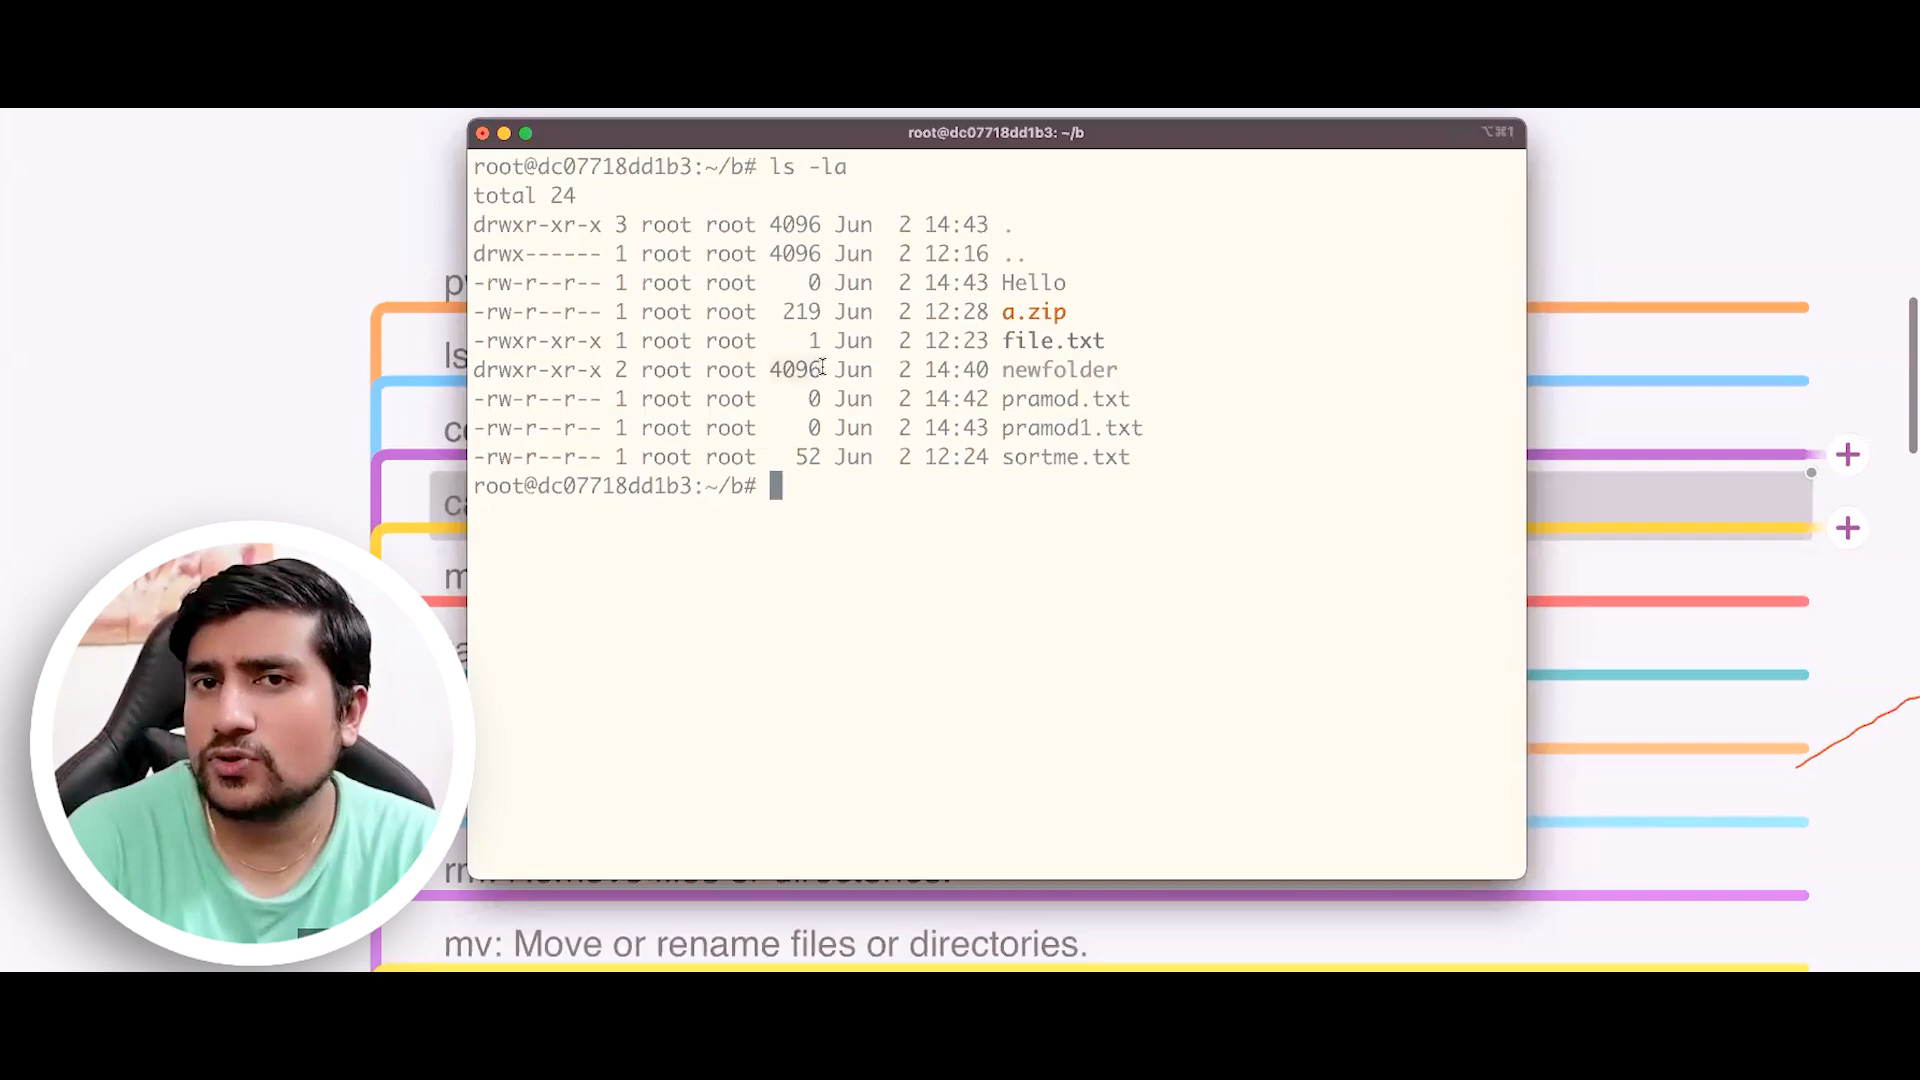 root@dc07718dd1b3: ~/b
⌥⌘1
root@dc07718dd1b3:~/b# ls -la
total 24
drwxr-xr-x 3 root root 4096 Jun  2 14:43 .
drwx------ 1 root root 4096 Jun  2 12:16 ..
-rw-r--r-- 1 root root    0 Jun  2 14:43 Hello
-rw-r--r-- 1 root root  219 Jun  2 12:28 a.zip
-rwxr-xr-x 1 root root    1 Jun  2 12:23 file.txt
drwxr-xr-x 2 root root 4096 Jun  2 14:40 newfolder
-rw-r--r-- 1 root root    0 Jun  2 14:42 pramod.txt
-rw-r--r-- 1 root root    0 Jun  2 14:43 pramod1.txt
-rw-r--r-- 1 root root   52 Jun  2 12:24 sortme.txt
root@dc07718dd1b3:~/b#
mv: Move or rename files or directories.